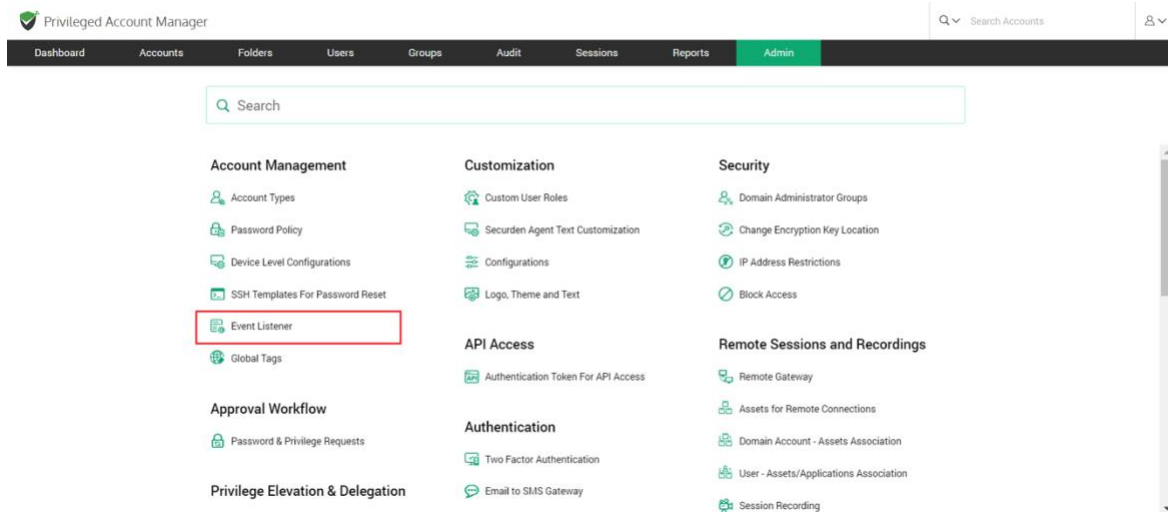 Privileged Account Manager
Search Accounts
Dashboard Accounts Folders Users Groups Audit Sessions Reports Admin
Search
Account Management
Account Types
Password Policy
Device Level Configurations
SSH Templates For Password Reset
Event Listener
Global Tags
Approval Workflow
Password & Privilege Requests
Privilege Elevation & Delegation
Customization
Custom User Roles
Securden Agent Text Customization
Configurations
Logo, Theme and Text
API Access
API
Authentication Token For API Access
Authentication
Two Factor Authentication
Email to SMS Gateway
Security
Domain Administrator Groups
Change Encryption Key Location
IP Address Restrictions
Block Access
Remote Sessions and Recordings
Remote Gateway
Assets for Remote Connections
Domain Account - Assets Association
User - Assets/Applications Association
Session Recording